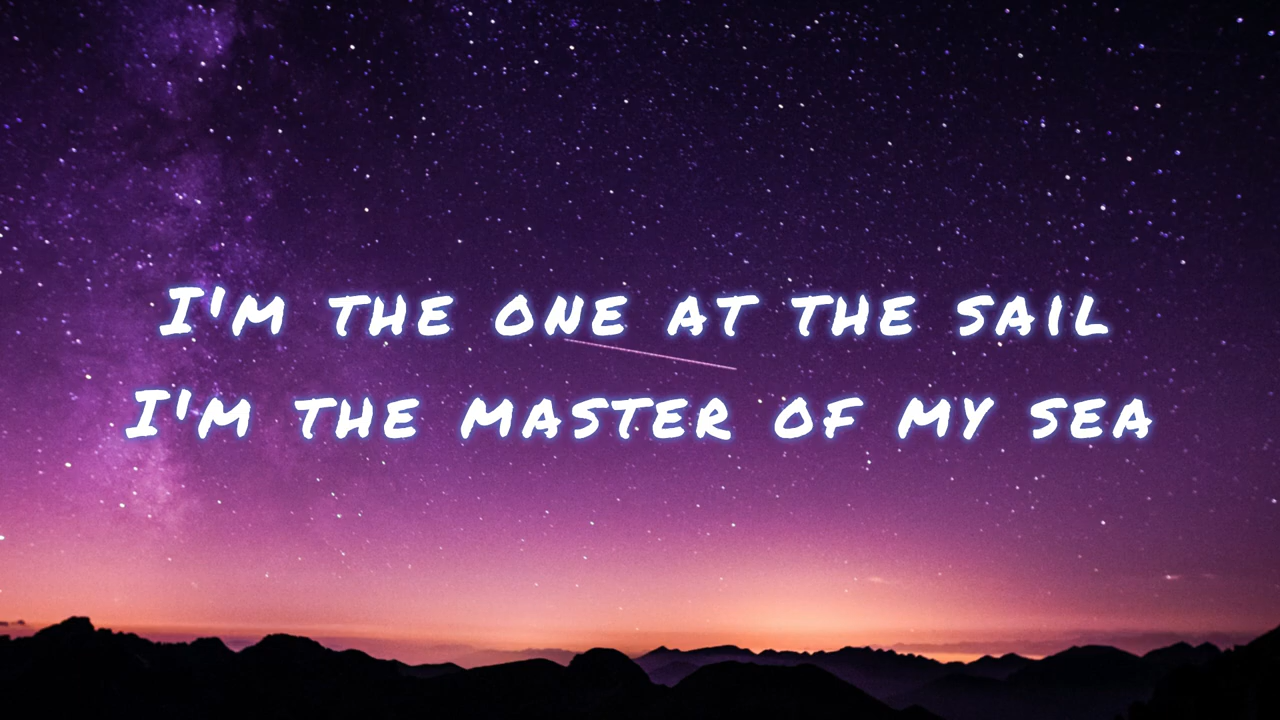 I'M THE ONE AT THE SAIL
I'M THE MASTER OF MY SEA